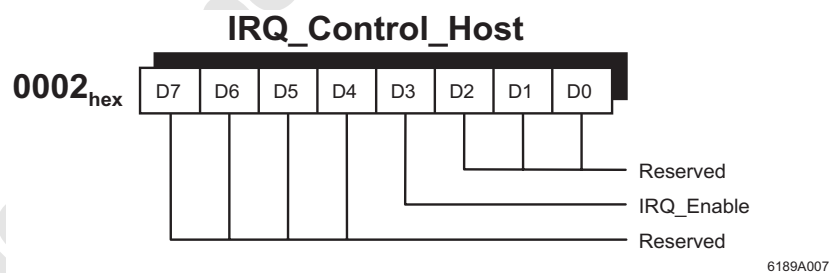 IRQ_Control_Host
0002hex D7 D6 D5 D4 D3 D2 D1 D0
Reserved
IRQ_Enable
Reserved
6189A007